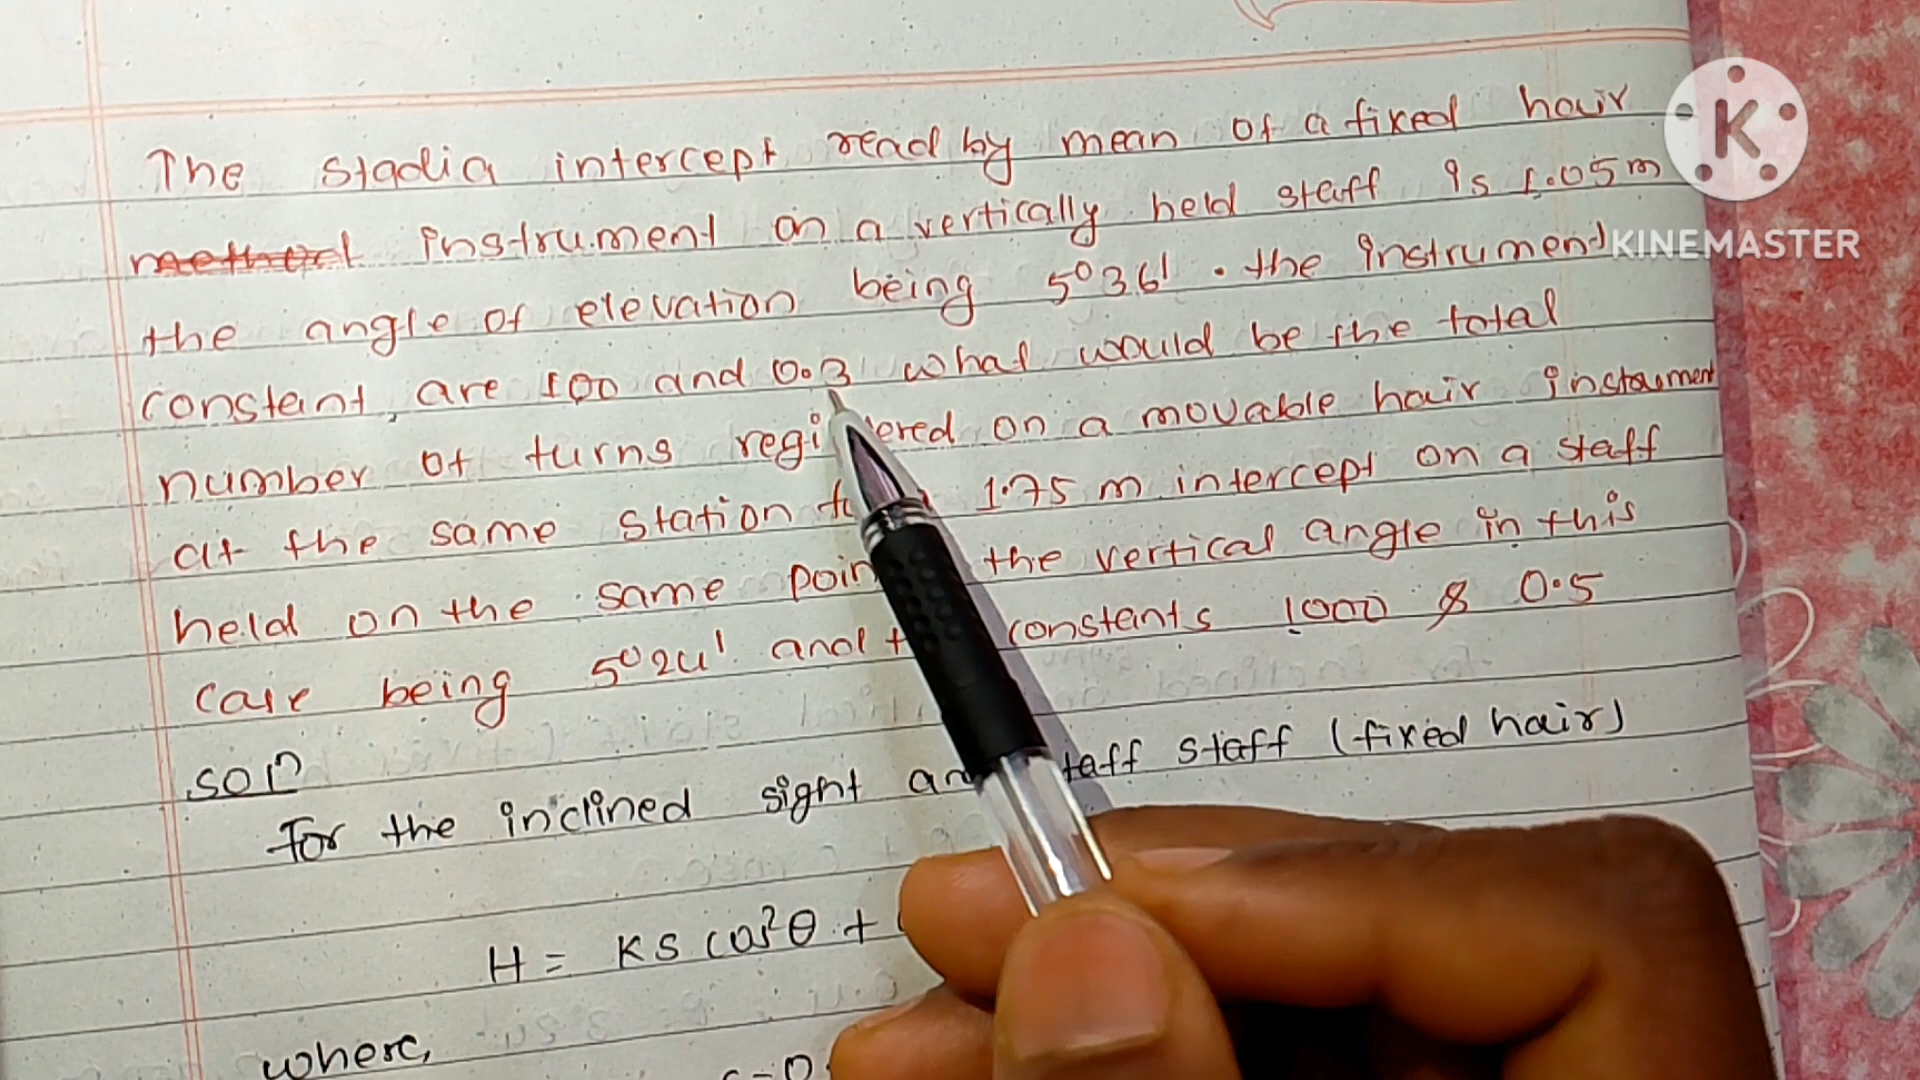 The stadia intercept read by mean of a fixed hair
instrument on a vertically held staff is 1.05m
the angle of elevation being 5°36'. the instrument
constant, are 100 and 0.3 what would be the total
number of turns registered on a movable hair instrument
at the same station 1.75 m intercept on a staff
held on the same point the vertical angle in this
case being 5°24' and constants 1000 & 0.5
Soln
For the inclined sight staff staff (fixed hair)
H = KS cos²θ +
where,
K
KINEMASTER